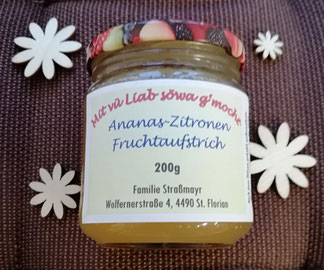 Mit vü Liab söwa g'mocht
Ananas-Zitronen
Fruchtaufstrich
200g
Familie Straßmayr
Wolfernerstraße 4, 4490 St. Florian